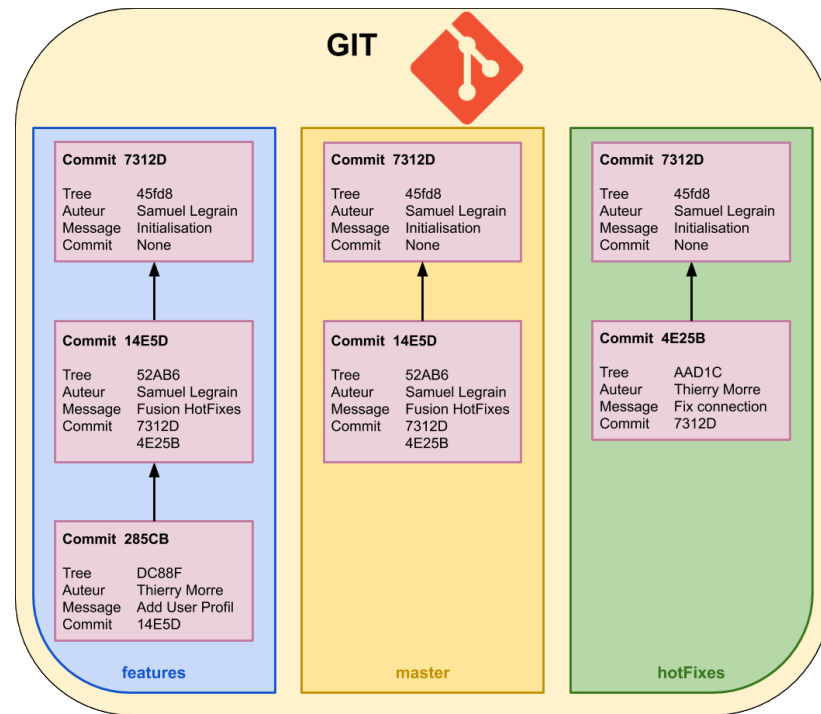 GIT
Commit 7312D
Tree 45fd8
Auteur Samuel Legrain
Message Initialisation
Commit None
Commit 14E5D
Tree 52AB6
Auteur Samuel Legrain
Message Fusion HotFixes
Commit 7312D
4E25B
Commit 285CB
Tree DC88F
Auteur Thierry Morre
Message Add User Profil
Commit 14E5D
features
Commit 7312D
Tree 45fd8
Auteur Samuel Legrain
Message Initialisation
Commit None
Commit 14E5D
Tree 52AB6
Auteur Samuel Legrain
Message Fusion HotFixes
Commit 7312D
4E25B
master
Commit 7312D
Tree 45fd8
Auteur Samuel Legrain
Message Initialisation
Commit None
Commit 4E25B
Tree AAD1C
Auteur Thierry Morre
Message Fix connection
Commit 7312D
hotFixes